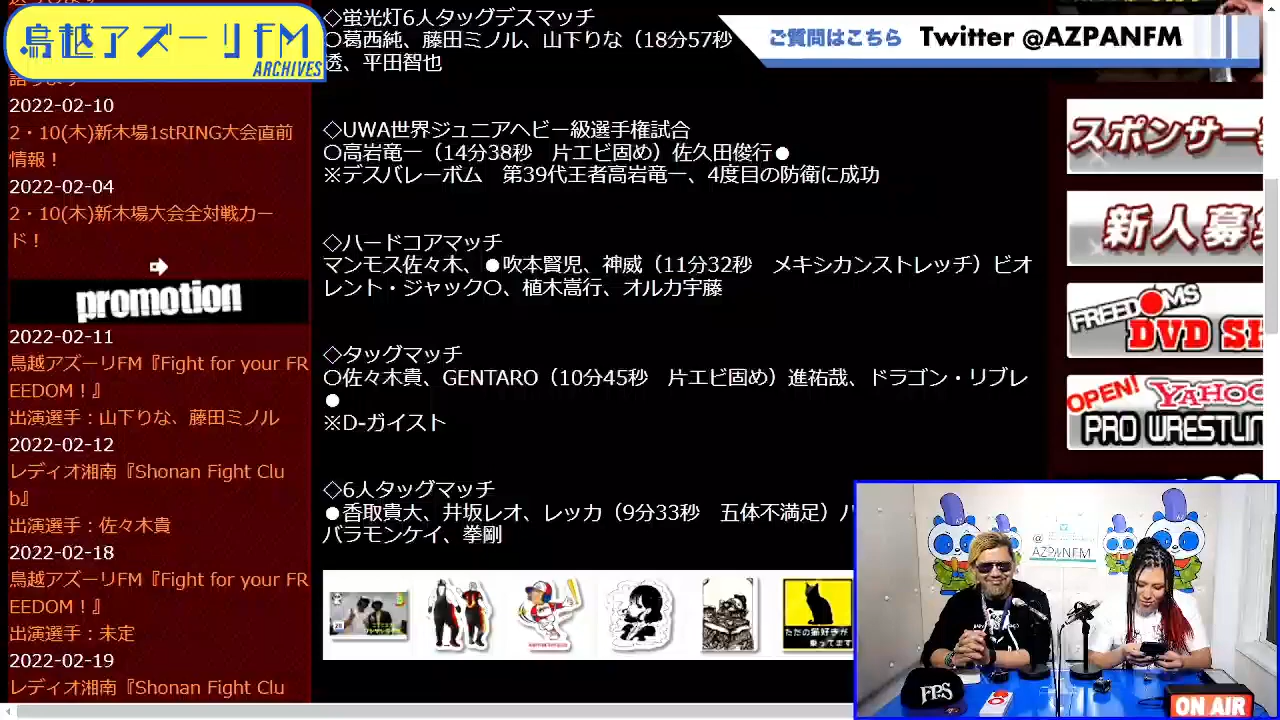 鳥越アズーリFM
ARCHIVES
ご質問はこちら Twitter @AZPANFM
2022-02-10
2・10(木)新木場1stRING大会直前
情報！
2022-02-04
2・10(木)新木場大会全対戦カー
ド！
promotion
2022-02-11
鳥越アズーリFM『Fight for your FR
EEDOM！』
出演選手：山下りな、藤田ミノル
2022-02-12
レディオ湘南『Shonan Fight Clu
b』
出演選手：佐々木貴
2022-02-18
鳥越アズーリFM『Fight for your FR
EEDOM！』
出演選手：未定
2022-02-19
レディオ湘南『Shonan Fight Clu
◇蛍光灯6人タッグデスマッチ
〇葛西純、藤田ミノル、山下りな（18分57秒
透、平田智也
◇UWA世界ジュニアヘビー級選手権試合
〇高岩竜一（14分38秒　片エビ固め）佐久田俊行●
※デスバレーボム　第39代王者高岩竜一、4度目の防衛に成功
◇ハードコアマッチ
マンモス佐々木、●吹本賢児、神威（11分32秒　メキシカンストレッチ）ビオ
レント・ジャック〇、植木嵩行、オルカ宇藤
◇タッグマッチ
〇佐々木貴、GENTARO（10分45秒　片エビ固め）進祐哉、ドラゴン・リブレ
●
※D-ガイスト
◇6人タッグマッチ
●香取貴大、井坂レオ、レッカ（9分33秒　五体不満足）
バラモンケイ、拳剛
ただの猫好きが
乗ってます
スポンサー
新人募
FREEDOMS
DVD SH
OPEN! YAHOO
PRO WRESTLIN
AZPANFM
FPS
ON AIR